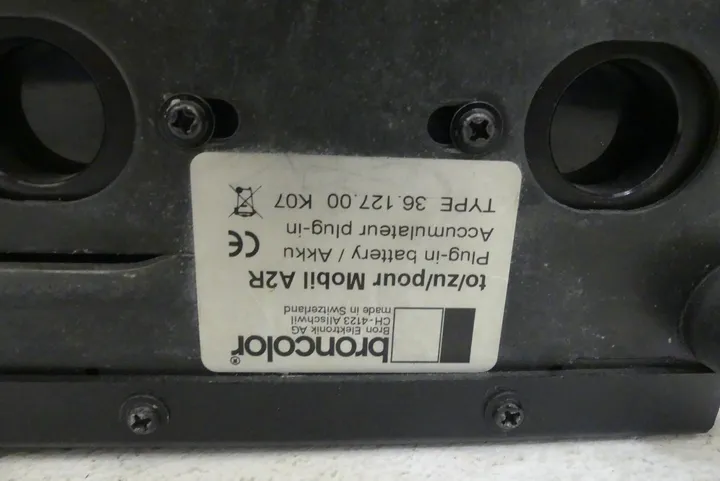 broncolor®
Bron Elektronik AG
CH-4123 Allschwil
made in Switzerland
to/zu/pour Mobil A2R
Plug-in battery / Akku
Accumulateur plug-in
CE
TYPE 36.127.00 K07